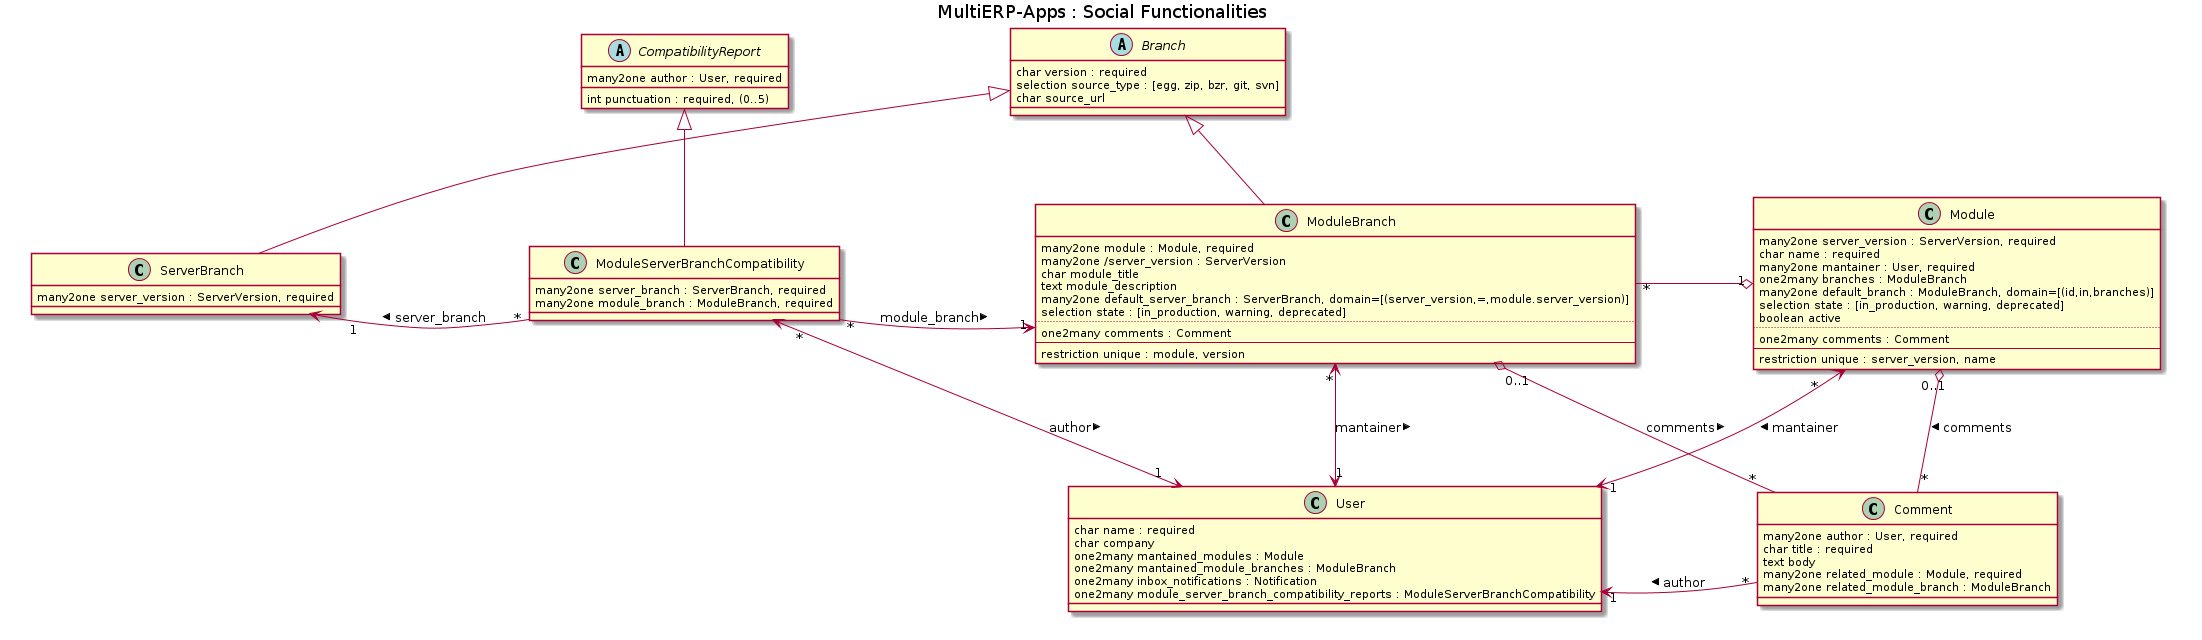 MultiERP-Apps : Social Functionalities
A CompatibilityReport
many2one author : User, required
int punctuation : required, (0..5)
A Branch
char version : required
selection source_type : [egg, zip, bzr, git, svn]
char source_url
C ServerBranch
many2one server_version : ServerVersion, required
C ModuleServerBranchCompatibility
many2one server_branch : ServerBranch, required
many2one module_branch : ModuleBranch, required
C ModuleBranch
many2one module : Module, required
many2one /server_version : ServerVersion
char module_title
text module_description
many2one default_server_branch : ServerBranch, domain=[(server_version,=,module.server_version)]
selection state : [in_production, warning, deprecated]
one2many comments : Comment
restriction unique : module, version
C Module
many2one server_version : ServerVersion, required
char name : required
many2one mantainer : User, required
one2many branches : ModuleBranch
many2one default_branch : ModuleBranch, domain=[(id,in,branches)]
selection state : [in_production, warning, deprecated]
boolean active
one2many comments : Comment
restriction unique : server_version, name
* 1
server_branch
* 1
module_branch
* 1
* 1
author
* 1
mantainer
0..1 *
comments
* 1
mantainer
0..1 *
comments
C User
char name : required
char company
one2many mantained_modules : Module
one2many mantained_module_branches : ModuleBranch
one2many inbox_notifications : Notification
one2many module_server_branch_compatibility_reports : ModuleServerBranchCompatibility
* 1
author
C Comment
many2one author : User, required
char title : required
text body
many2one related_module : Module, required
many2one related_module_branch : ModuleBranch